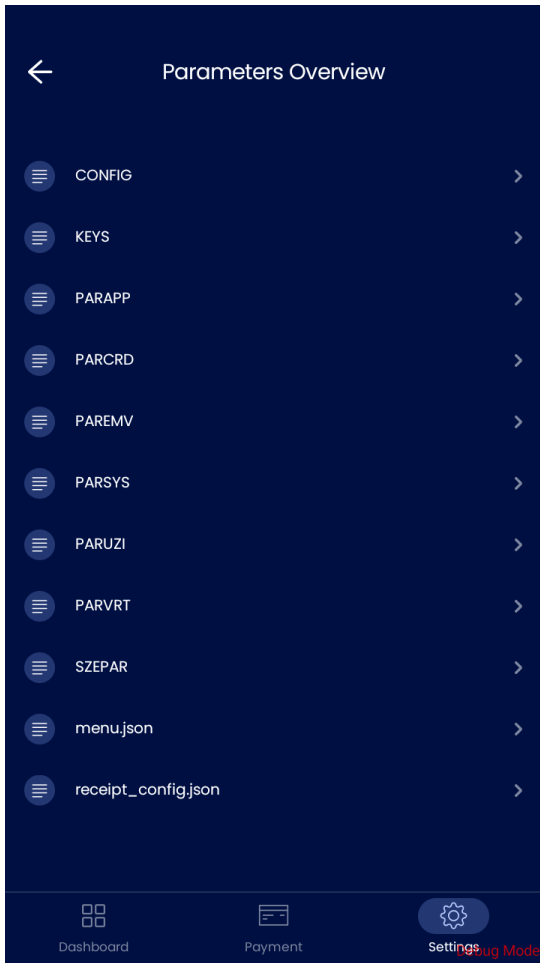 Parameters Overview
CONFIG
KEYS
PARAPP
PARCRD
PAREMV
PARSYS
PARUZI
PARVRT
SZEPAR
menu.json
receipt_config.json
Dashboard
Payment
Settings
Debug Mode